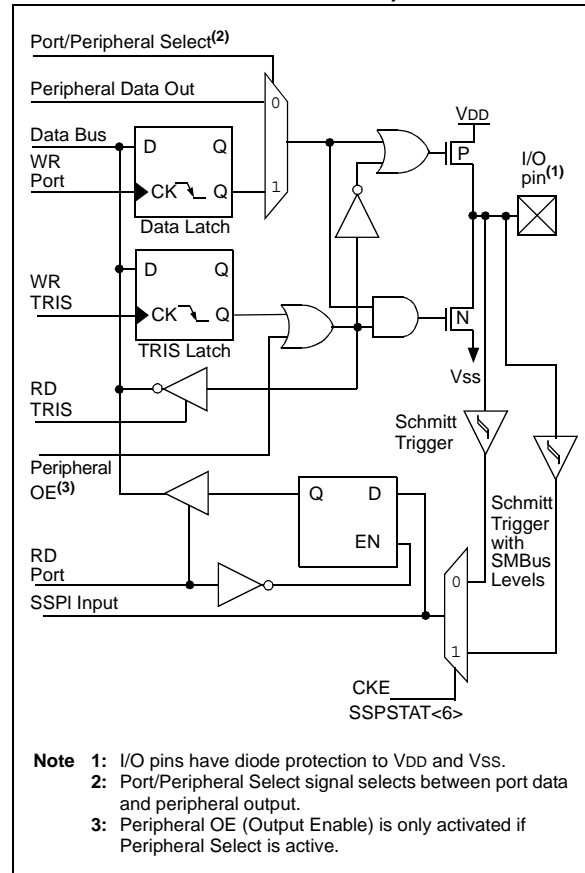 Port/Peripheral Select(2)
Peripheral Data Out
0
VDD
Data Bus
D
Q
P
I/O
pin(1)
WR
Port
CK
Q
1
Data Latch
D
Q
WR
TRIS
CK
Q
N
TRIS Latch
Vss
RD
TRIS
Schmitt
Trigger
Peripheral
OE(3)
Q
D
Schmitt
Trigger
with
SMBus
Levels
EN
RD
Port
0
SSPl Input
1
CKE
SSPSTAT<6>
Note 1: I/O pins have diode protection to VDD and VSS.
2: Port/Peripheral Select signal selects between port data
and peripheral output.
3: Peripheral OE (Output Enable) is only activated if
Peripheral Select is active.